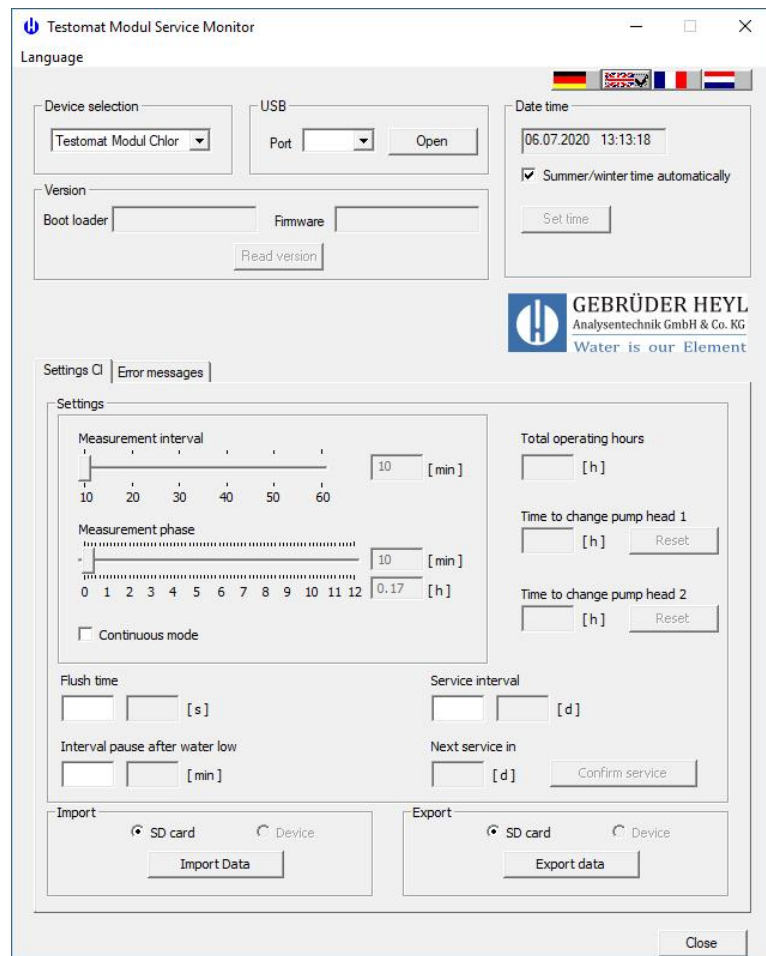 Testomat Modul Service Monitor
Language
Device selection
Testomat Modul Chlor
USB
Port
Open
Date time
06.07.2020 13:13:18
Summer/winter time automatically
Set time
Version
Boot loader
Firmware
Read version
GEBRÜDER HEYL
Analysentechnik GmbH & Co. KG
Water is our Element
Settings Cl
Error messages
Settings
Measurement interval
10 [min]
10 20 30 40 50 60
Measurement phase
10 [min]
0 1 2 3 4 5 6 7 8 9 10 11 12
0.17 [h]
Continuous mode
Total operating hours
[h]
Time to change pump head 1
[h] Reset
Time to change pump head 2
[h] Reset
Flush time
[s]
Service interval
[d]
Interval pause after water low
[min]
Next service in
[d] Confirm service
Import
SD card Device
Import Data
Export
SD card Device
Export data
Close